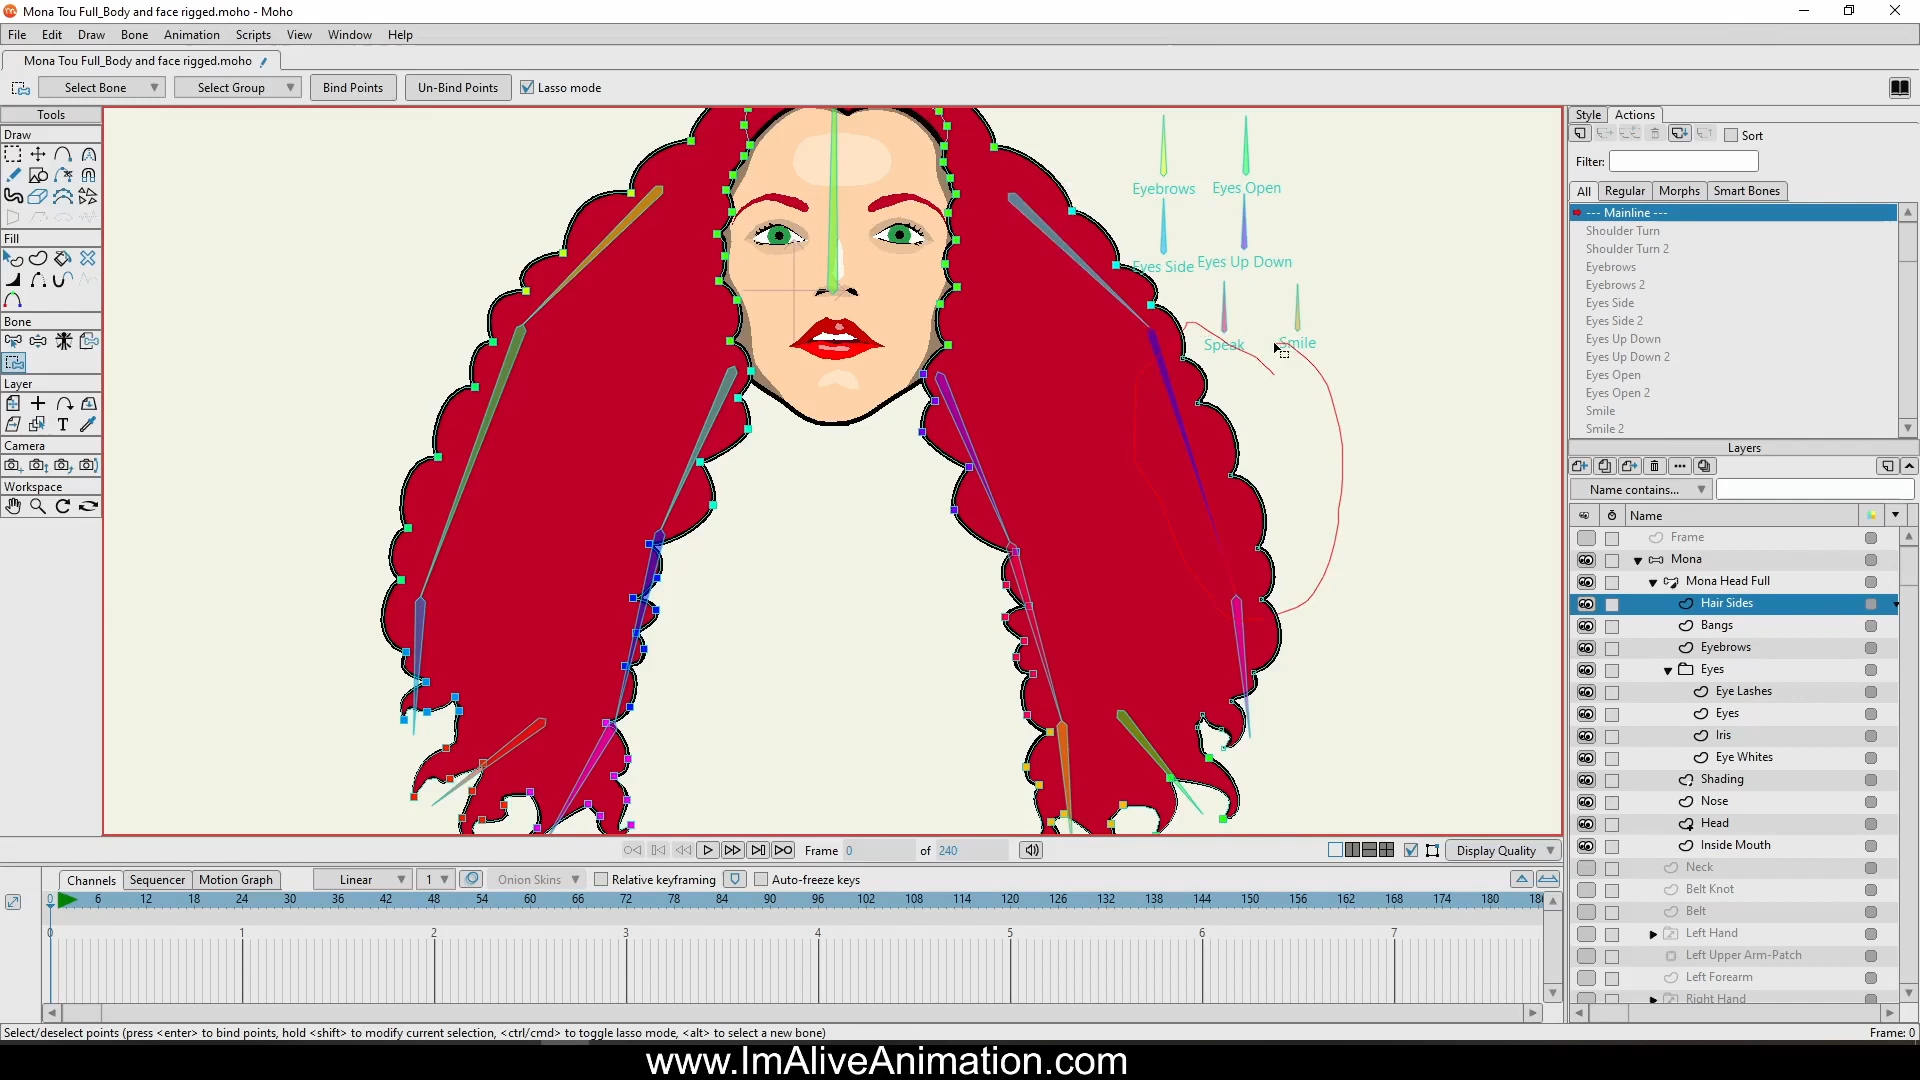 Mona Tou Full_Body and face rigged.moho - Moho
File Edit Draw Bone Animation Scripts View Window Help
Mona Tou Full_Body and face rigged.moho
Select Bone Select Group Bind Points Un-Bind Points Lasso mode
Tools
Draw
Fill
Bone
Layer
Camera
Workspace
Eyebrows Eyes Open
Eyes Side Eyes Up Down
Speak Smile
Style Actions
Sort
Filter:
All Regular Morphs Smart Bones
--- Mainline ---
Shoulder Turn
Shoulder Turn 2
Eyebrows
Eyebrows 2
Eyes Side
Eyes Side 2
Eyes Up Down
Eyes Up Down 2
Eyes Open
Eyes Open 2
Smile
Smile 2
Layers
Name contains...
Name
Frame
Mona
Mona Head Full
Hair Sides
Bangs
Eyebrows
Eyes
Eye Lashes
Eyes
Iris
Eye Whites
Shading
Nose
Head
Inside Mouth
Neck
Belt Knot
Belt
Left Hand
Left Upper Arm-Patch
Left Forearm
Right Hand
Frame 0 of 240 Display Quality
Channels Sequencer Motion Graph Linear 1 Onion Skins Relative keyframing Auto-freeze keys
0 6 12 18 24 30 36 42 48 54 60 66 72 78 84 90 96 102 108 114 120 126 132 138 144 150 156 162 168 174 180
0 1 2 3 4 5 6 7
Select/deselect points (press <enter> to bind points, hold <shift> to modify current selection, <ctrl/cmd> to toggle lasso mode, <alt> to select a new bone)
Frame: 0
www.ImAliveAnimation.com